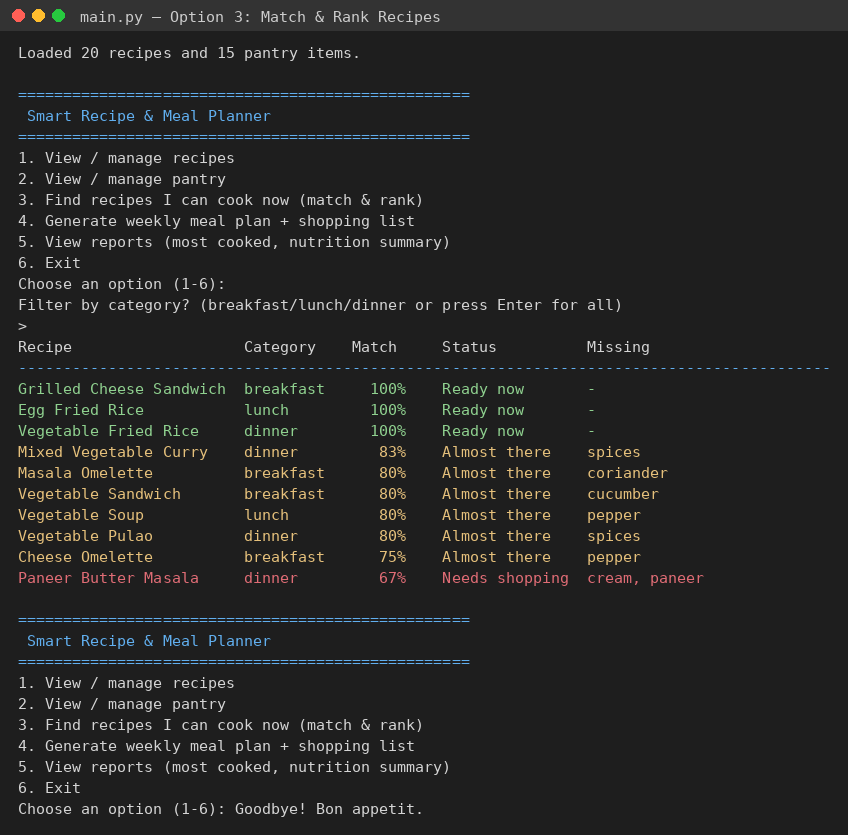 main.py — Option 3: Match & Rank Recipes
Loaded 20 recipes and 15 pantry items.
==================================================
 Smart Recipe & Meal Planner
==================================================
1. View / manage recipes
2. View / manage pantry
3. Find recipes I can cook now (match & rank)
4. Generate weekly meal plan + shopping list
5. View reports (most cooked, nutrition summary)
6. Exit
Choose an option (1-6):
Filter by category? (breakfast/lunch/dinner or press Enter for all)
>
Recipe                   Category    Match     Status          Missing
------------------------------------------------------------------------------------------
Grilled Cheese Sandwich  breakfast     100%    Ready now       -
Egg Fried Rice           lunch         100%    Ready now       -
Vegetable Fried Rice     dinner        100%    Ready now       -
Mixed Vegetable Curry    dinner         83%    Almost there    spices
Masala Omelette          breakfast      80%    Almost there    coriander
Vegetable Sandwich       breakfast      80%    Almost there    cucumber
Vegetable Soup           lunch          80%    Almost there    pepper
Vegetable Pulao          dinner         80%    Almost there    spices
Cheese Omelette          breakfast      75%    Almost there    pepper
Paneer Butter Masala     dinner         67%    Needs shopping  cream, paneer
==================================================
 Smart Recipe & Meal Planner
==================================================
1. View / manage recipes
2. View / manage pantry
3. Find recipes I can cook now (match & rank)
4. Generate weekly meal plan + shopping list
5. View reports (most cooked, nutrition summary)
6. Exit
Choose an option (1-6): Goodbye! Bon appetit.